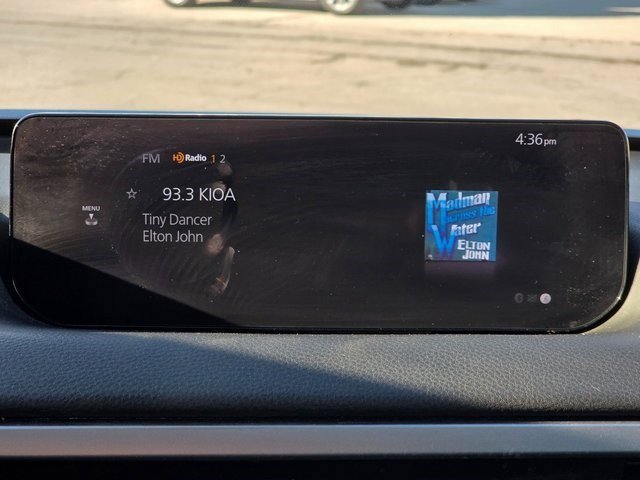 4:36pm
FM HD Radio 1 2
93.3 KIOA
MENU
Tiny Dancer
Elton John
Madman
across the
Water
ELTON
JOHN